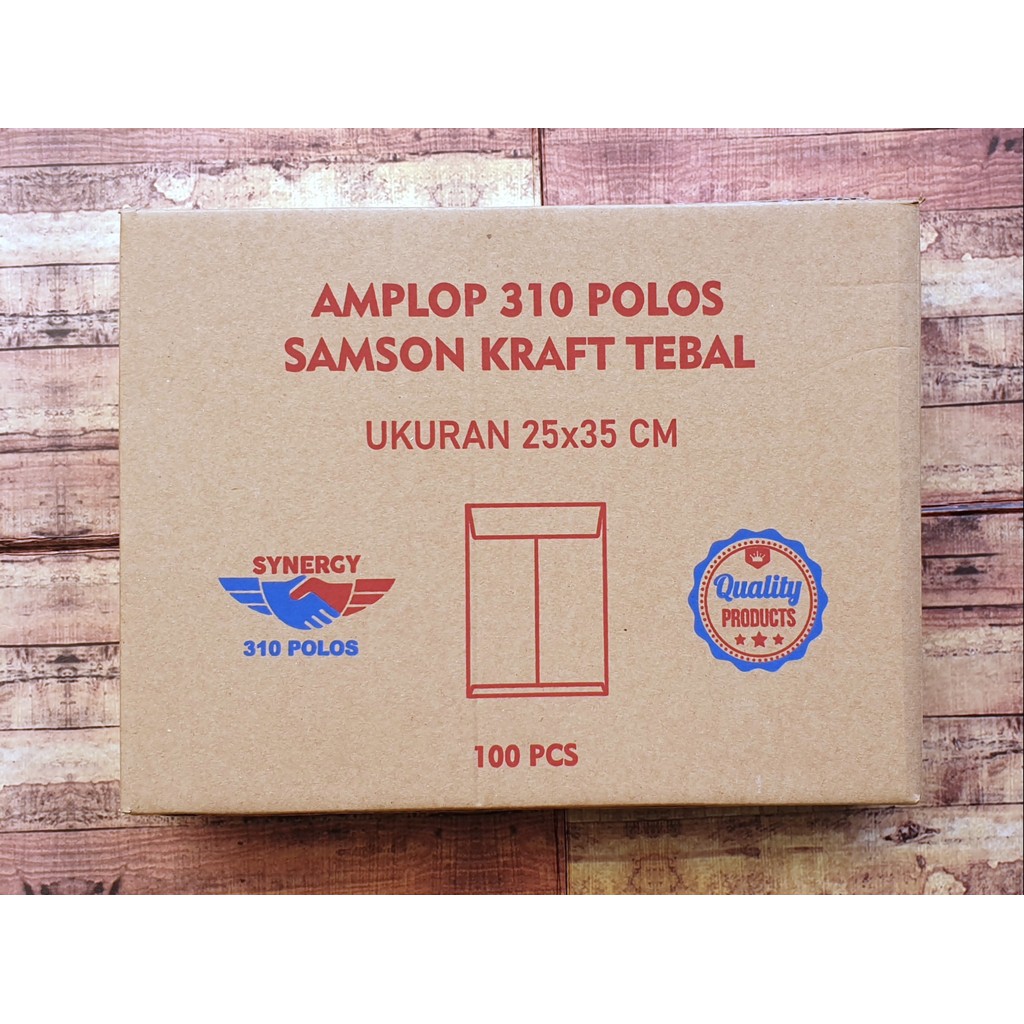 AMPLOP 310 POLOS
SAMSON KRAFT TEBAL
UKURAN 25x35 CM
SYNERGY
310 POLOS
Quality
PRODUCTS
100 PCS